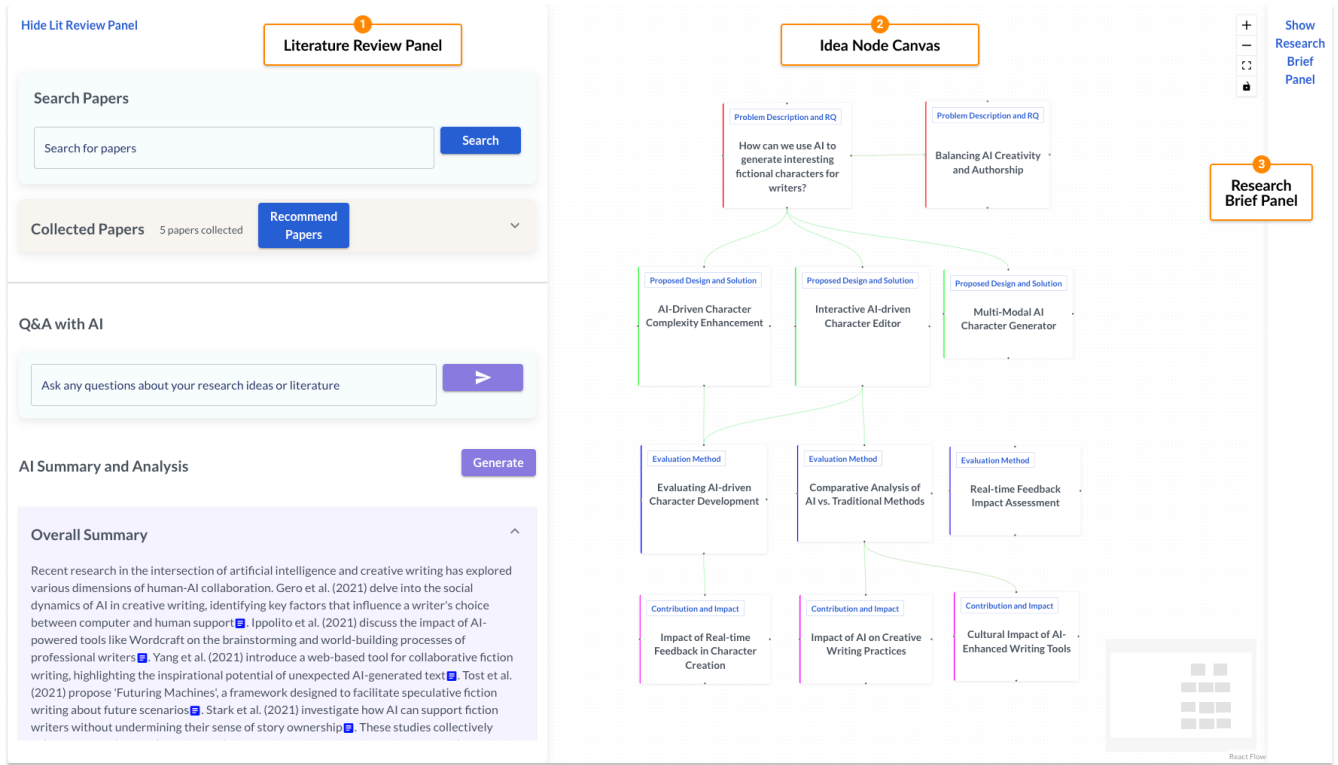 Hide Lit Review Panel
1
Literature Review Panel
Search Papers
Search for papers
Search
Collected Papers
5 papers collected
Recommend
Papers
Q&A with AI
Ask any questions about your research ideas or literature
AI Summary and Analysis
Generate
Overall Summary
Recent research in the intersection of artificial intelligence and creative writing has explored
various dimensions of human-AI collaboration. Gero et al. (2021) delve into the social
dynamics of AI in creative writing, identifying key factors that influence a writer's choice
between computer and human support. Ippolito et al. (2021) discuss the impact of AI-
powered tools like Wordcraft on the brainstorming and world-building processes of
professional writers. Yang et al. (2021) introduce a web-based tool for collaborative fiction
writing, highlighting the inspirational potential of unexpected AI-generated text. Tost et al.
(2021) propose 'Futuring Machines', a framework designed to facilitate speculative fiction
writing about future scenarios. Stark et al. (2021) investigate how AI can support fiction
writers without undermining their sense of story ownership. These studies collectively
2
Idea Node Canvas
Problem Description and RQ
How can we use AI to
generate interesting
fictional characters for
writers?
Problem Description and RQ
Balancing AI Creativity
and Authorship
Proposed Design and Solution
AI-Driven Character
Complexity Enhancement
Proposed Design and Solution
Interactive AI-driven
Character Editor
Proposed Design and Solution
Multi-Modal AI
Character Generator
Evaluation Method
Evaluating AI-driven
Character Development
Evaluation Method
Comparative Analysis of
AI vs. Traditional Methods
Evaluation Method
Real-time Feedback
Impact Assessment
Contribution and Impact
Impact of Real-time
Feedback in Character
Creation
Contribution and Impact
Impact of AI on Creative
Writing Practices
Contribution and Impact
Cultural Impact of AI-
Enhanced Writing Tools
Show
Research
Brief
Panel
3
Research
Brief Panel
React Flow